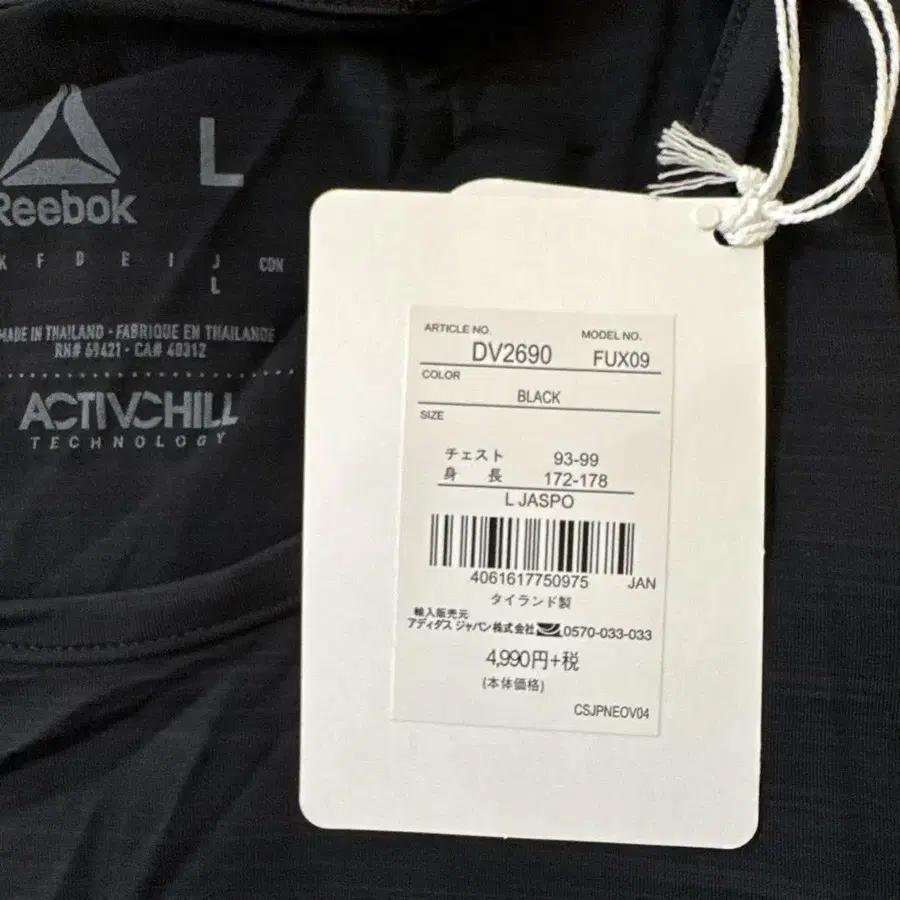 L
Reebok
K F D E I J CDN
L
MADE IN THAILAND - FABRIQUE EN THAILANDE
RN# 69421 - CA# 40312
ACTIVCHILL
TECHNOLOGY
ARTICLE NO. MODEL NO.
DV2690 FUX09
COLOR
BLACK
SIZE
チェスト 93-99
身 長 172-178
L JASPO
4061617750975 JAN
タイランド製
輸入販売元
アディダス ジャパン株式会社 0570-033-033
4,990円+税
(本体価格)
CSJPNEOV04